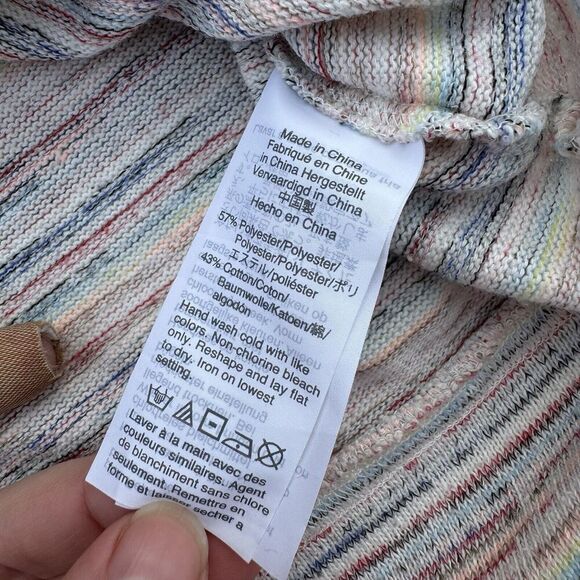 Made in China
Fabriqué en Chine
in China Hergestellt
Vervaardigd in China
中国製
Hecho en China
57% Polyester/Polyester/
Polyester/Polyester/ポリ
エステル/poliéster
43% Cotton/Coton/
Baumwolle/Katoen/綿/
algodón
Hand wash cold with like
colors. Non-chlorine bleach
only. Reshape and lay flat
to dry. Iron on lowest
setting.
Laver à la main avec des
couleurs similaires. Agent
de blanchiment sans chlore
seulement. Remettre en
forme et laisser sécher à